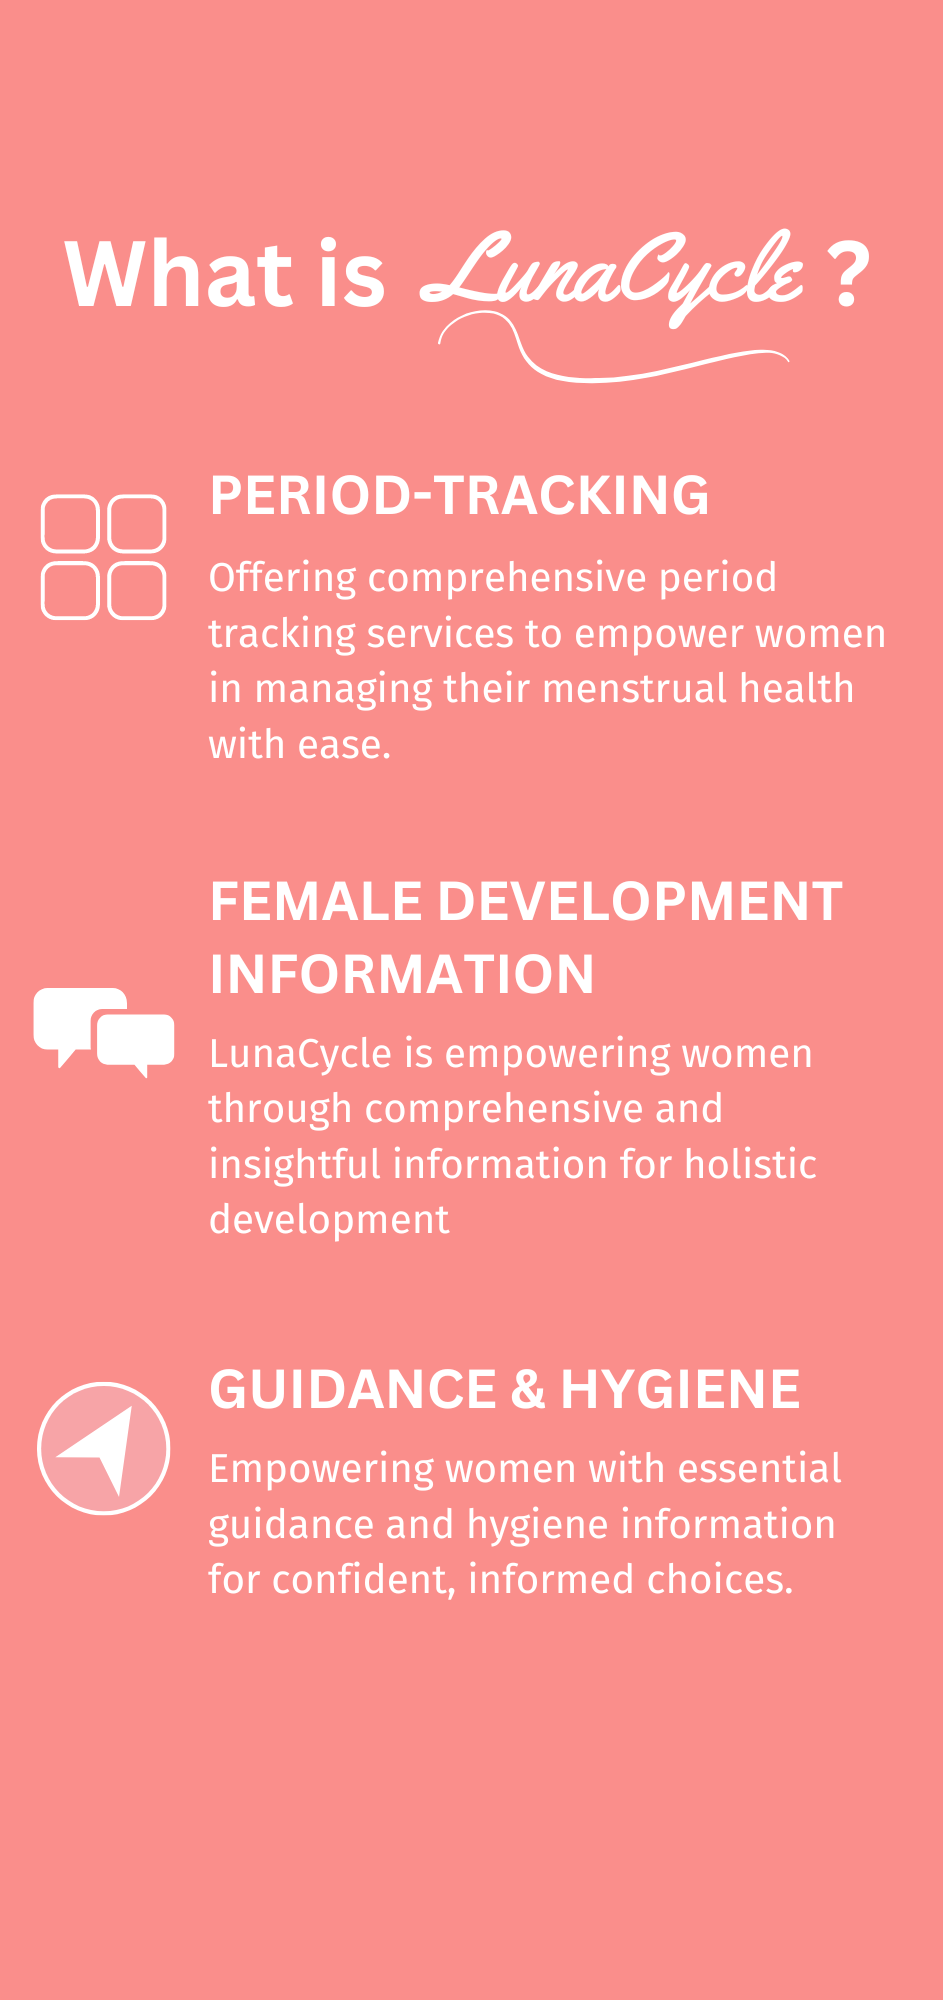 What is LunaCycle ?
PERIOD-TRACKING
Offering comprehensive period
tracking services to empower women
in managing their menstrual health
with ease.
FEMALE DEVELOPMENT
INFORMATION
LunaCycle is empowering women
through comprehensive and
insightful information for holistic
development
GUIDANCE & HYGIENE
Empowering women with essential
guidance and hygiene information
for confident, informed choices.